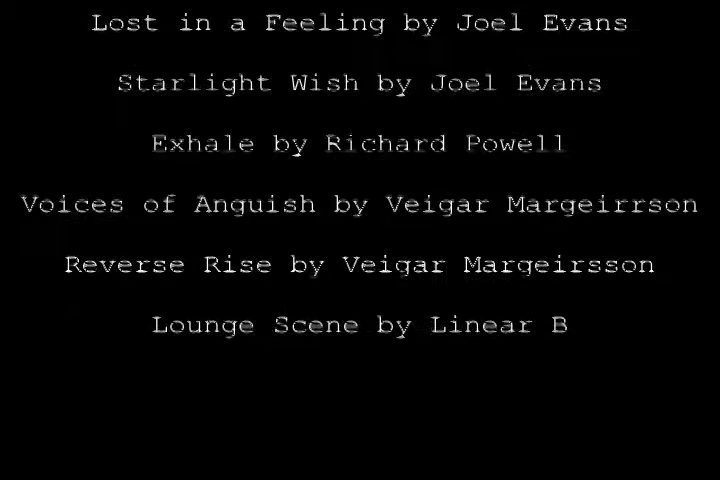 Lost in a Feeling by Joel Evans
Starlight Wish by Joel Evans
Exhale by Richard Powell
Voices of Anguish by Veigar Margeirrson
Reverse Rise by Veigar Margeirsson
Lounge Scene by Linear B